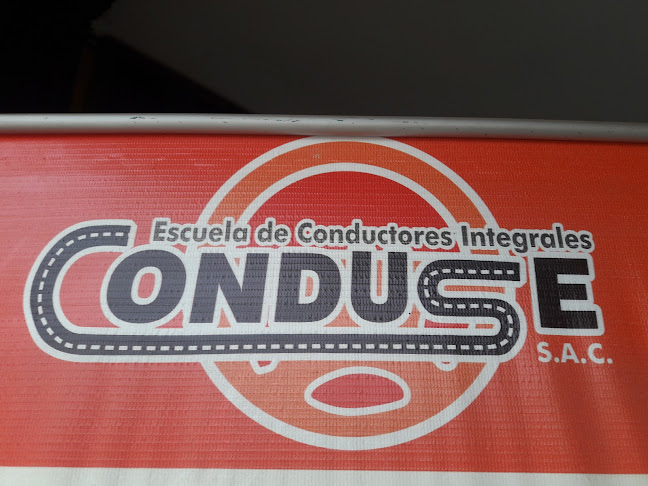 Escuela de Conductores Integrales
CONDUSE
S.A.C.